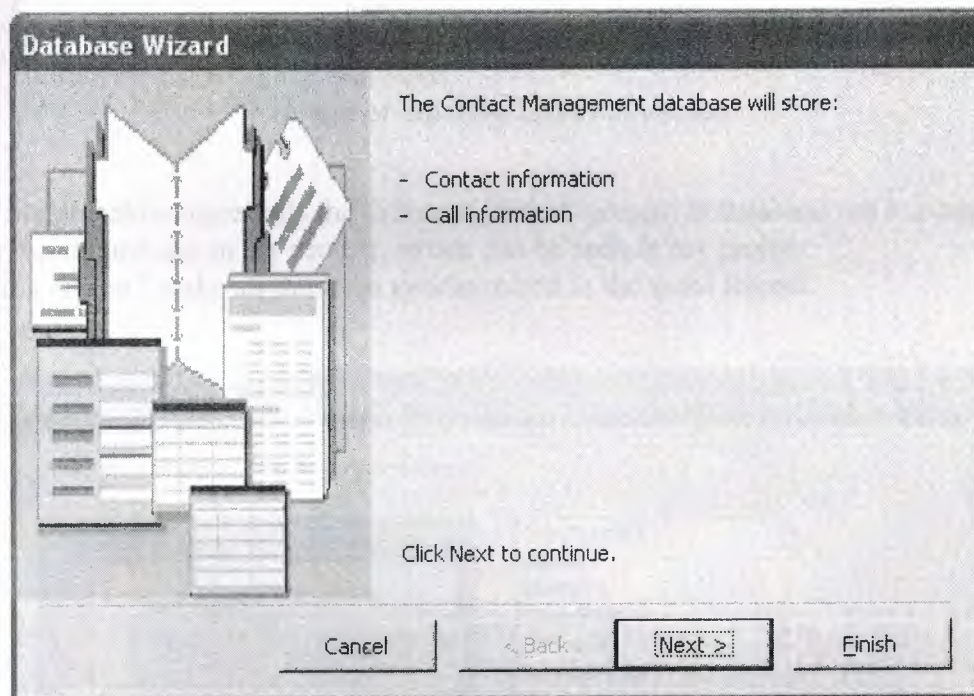 Database Wizard
The Contact Management database will store:
- Contact information
- Call information
Click Next to continue.
Cancel
< Back
Next >
Finish